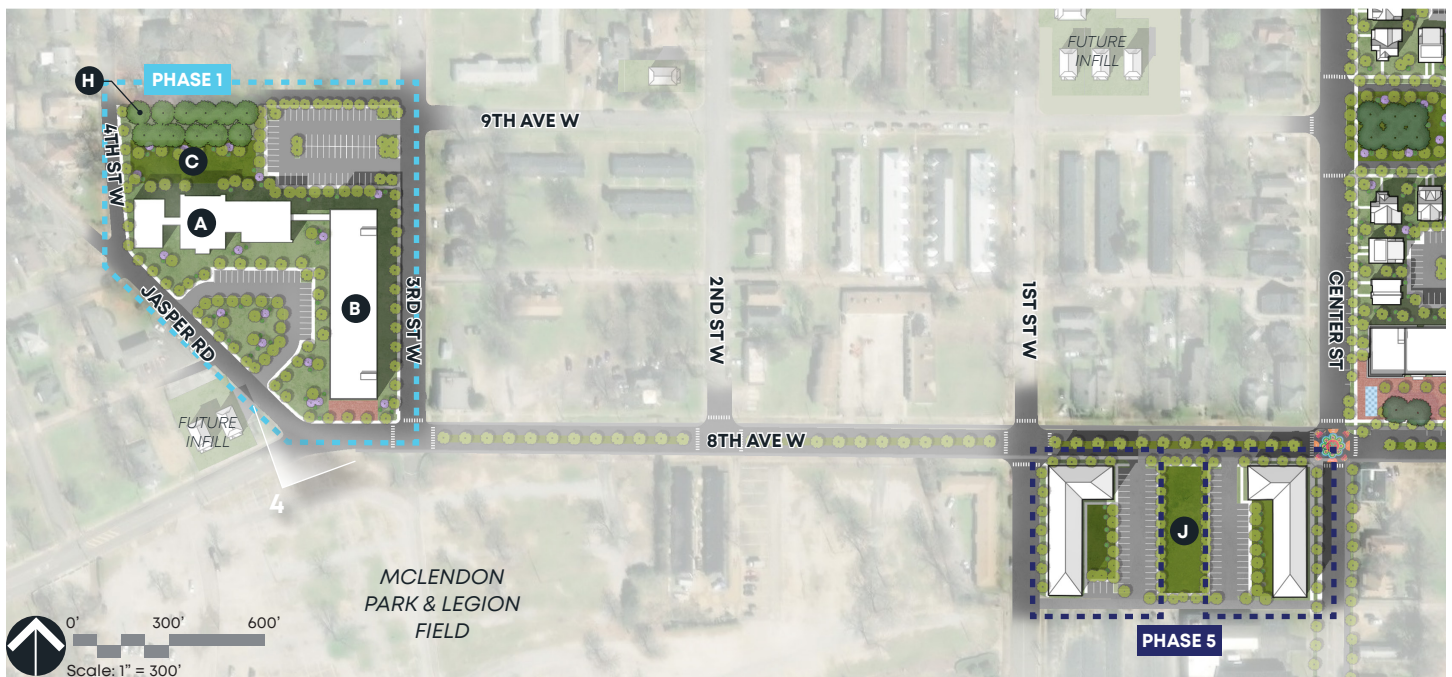 FUTURE
INFILL
H
PHASE 1
9TH AVE W
4TH ST W
C
A
B
3RD ST W
2ND ST W
1ST ST W
CENTER ST
JASPER RD
FUTURE
INFILL
8TH AVE W
4
J
MCLENDON
PARK & LEGION
FIELD
PHASE 5
0' 300' 600'
Scale: 1" = 300'